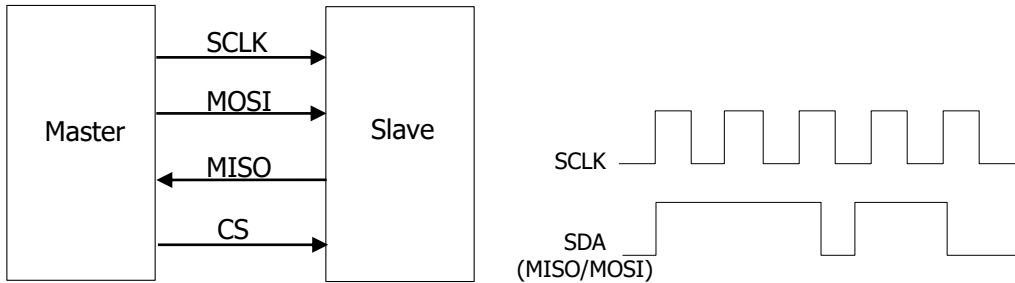 SCLK
MOSI
Master
Slave
MISO
CS
SCLK
SDA
(MISO/MOSI)